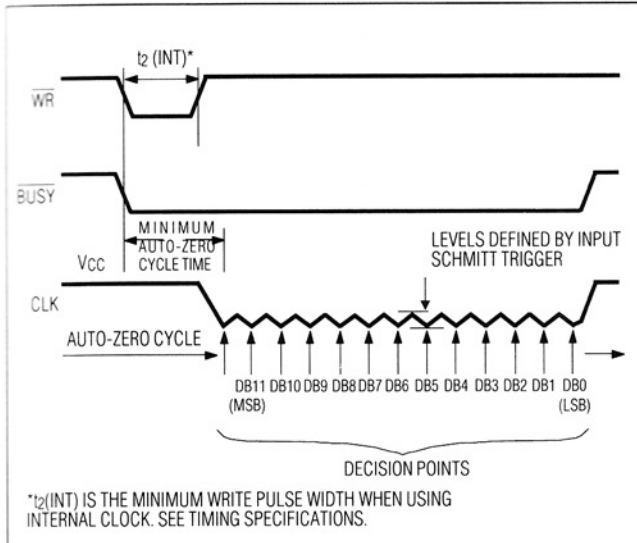 t2 (INT)*
WR
BUSY
MINIMUM
AUTO-ZERO
CYCLE TIME
LEVELS DEFINED BY INPUT
SCHMITT TRIGGER
VCC
CLK
AUTO-ZERO CYCLE
DB11 DB10 DB9 DB8 DB7 DB6 DB5 DB4 DB3 DB2 DB1 DB0
(MSB) (LSB)
DECISION POINTS
*t2(INT) IS THE MINIMUM WRITE PULSE WIDTH WHEN USING
INTERNAL CLOCK. SEE TIMING SPECIFICATIONS.